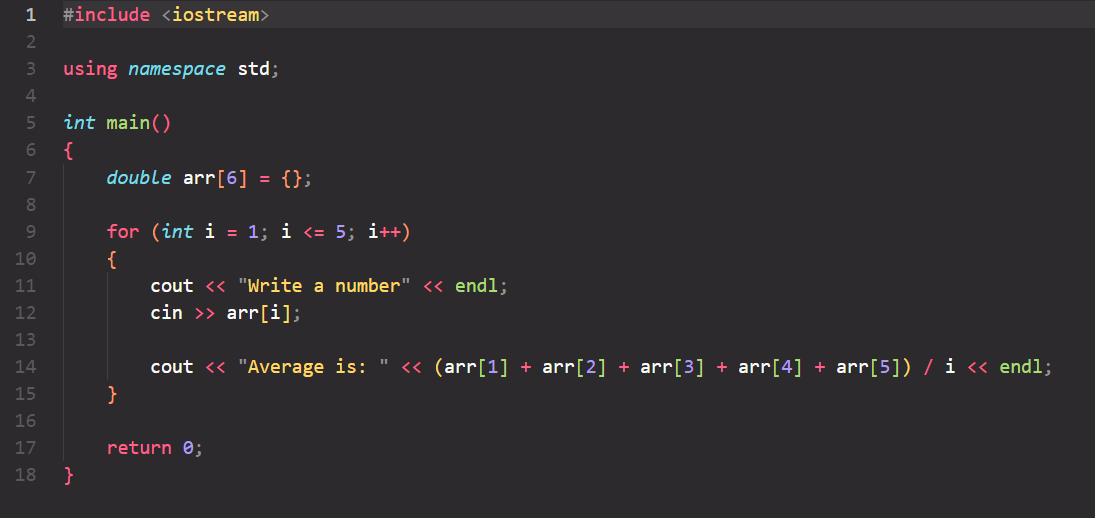 1 #include <iostream>
2
3 using namespace std;
4
5 int main()
6 {
7     double arr[6] = {};
8
9     for (int i = 1; i <= 5; i++)
10     {
11         cout << "Write a number" << endl;
12         cin >> arr[i];
13
14         cout << "Average is: " << (arr[1] + arr[2] + arr[3] + arr[4] + arr[5]) / i << endl;
15     }
16
17     return 0;
18 }